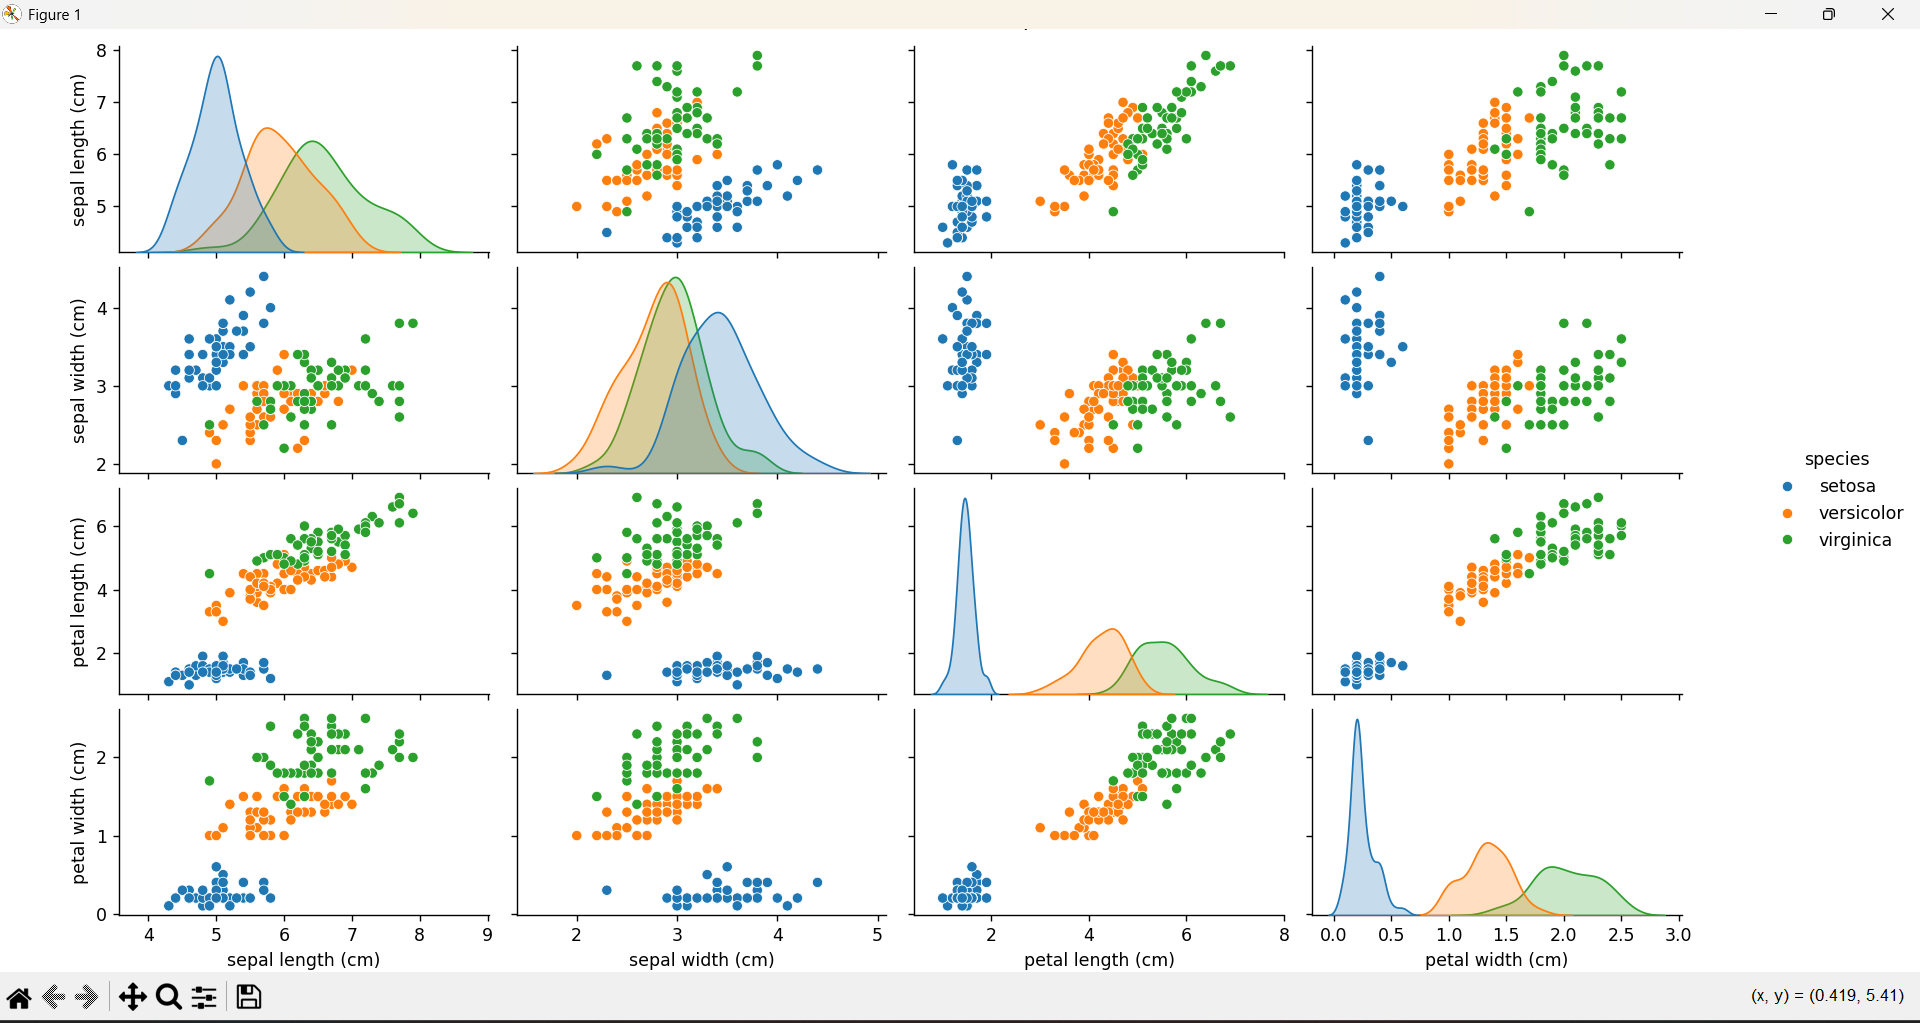 Figure 1
8
7
6
5
sepal length (cm)
4
3
2
sepal width (cm)
6
4
2
petal length (cm)
2
1
0
petal width (cm)
4 5 6 7 8 9
sepal length (cm)
2 3 4 5
sepal width (cm)
2 4 6 8
petal length (cm)
0.0 0.5 1.0 1.5 2.0 2.5 3.0
petal width (cm)
species
setosa
versicolor
virginica
(x, y) = (0.419, 5.41)